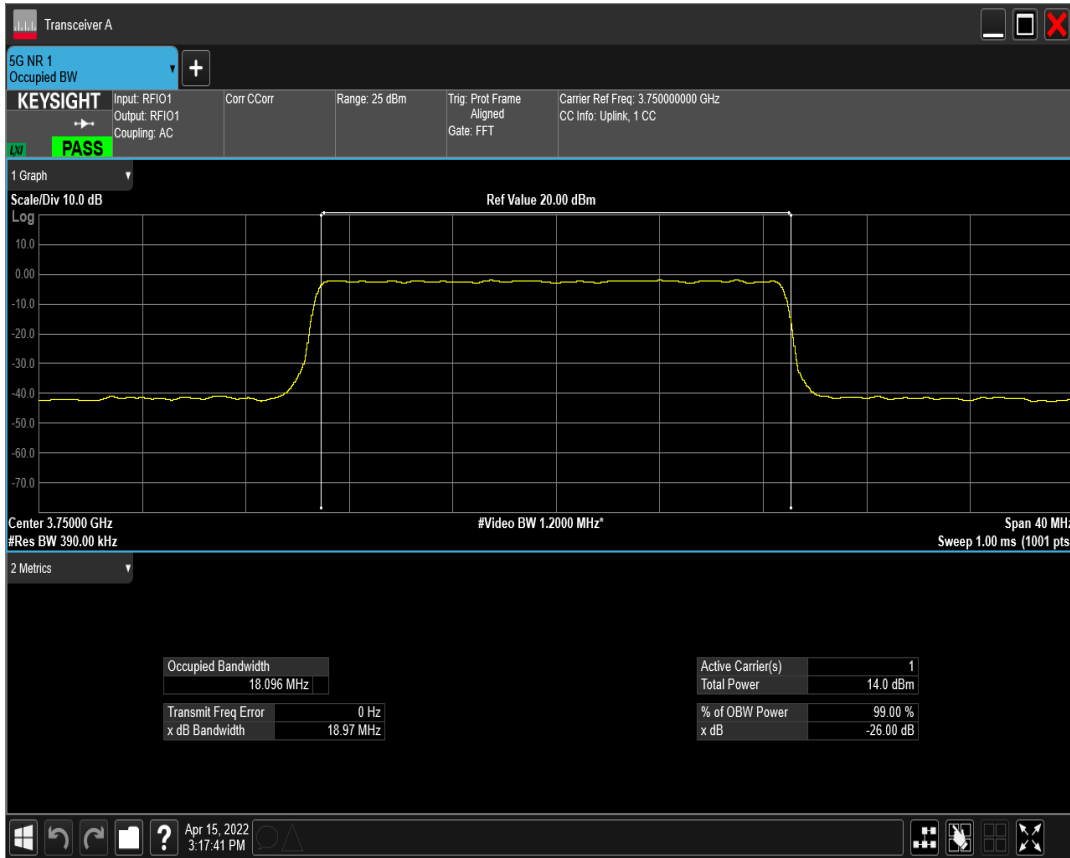 Transceiver A
5G NR 1
Occupied BW
+
KEYSIGHT
Input: RFIO1
Output: RFIO1
Coupling: AC
Corr CCorr
Range: 25 dBm
Trig: Prot Frame
Aligned
Gate: FFT
Carrier Ref Freq: 3.750000000 GHz
CC Info: Uplink, 1 CC
LXI
PASS
1 Graph
Scale/Div 10.0 dB
Ref Value 20.00 dBm
Log
10.0
0.00
-10.0
-20.0
-30.0
-40.0
-50.0
-60.0
-70.0
Center 3.75000 GHz
#Video BW 1.2000 MHz*
Span 40 MHz
#Res BW 390.00 kHz
Sweep 1.00 ms (1001 pts
2 Metrics
Occupied Bandwidth
18.096 MHz
Transmit Freq Error 0 Hz
x dB Bandwidth 18.97 MHz
Active Carrier(s) 1
Total Power 14.0 dBm
% of OBW Power 99.00 %
x dB -26.00 dB
?
Apr 15, 2022
3:17:41 PM